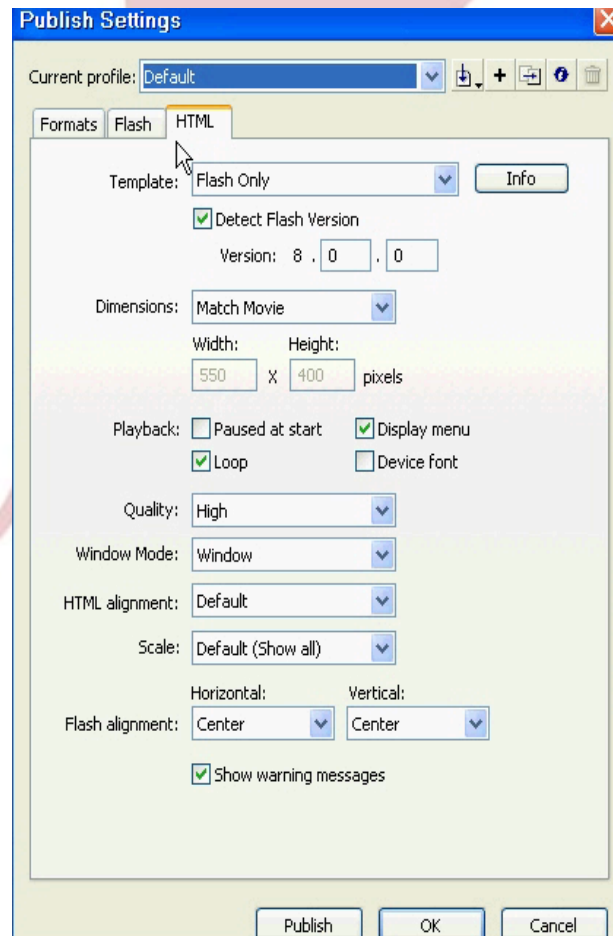 Publish Settings
Current profile: Default
Formats Flash HTML
Template: Flash Only Info
Detect Flash Version
Version: 8 . 0 . 0
Dimensions: Match Movie
Width: Height:
550 X 400 pixels
Playback: Paused at start Display menu
Loop Device font
Quality: High
Window Mode: Window
HTML alignment: Default
Scale: Default (Show all)
Horizontal: Vertical:
Flash alignment: Center Center
Show warning messages
Publish OK Cancel